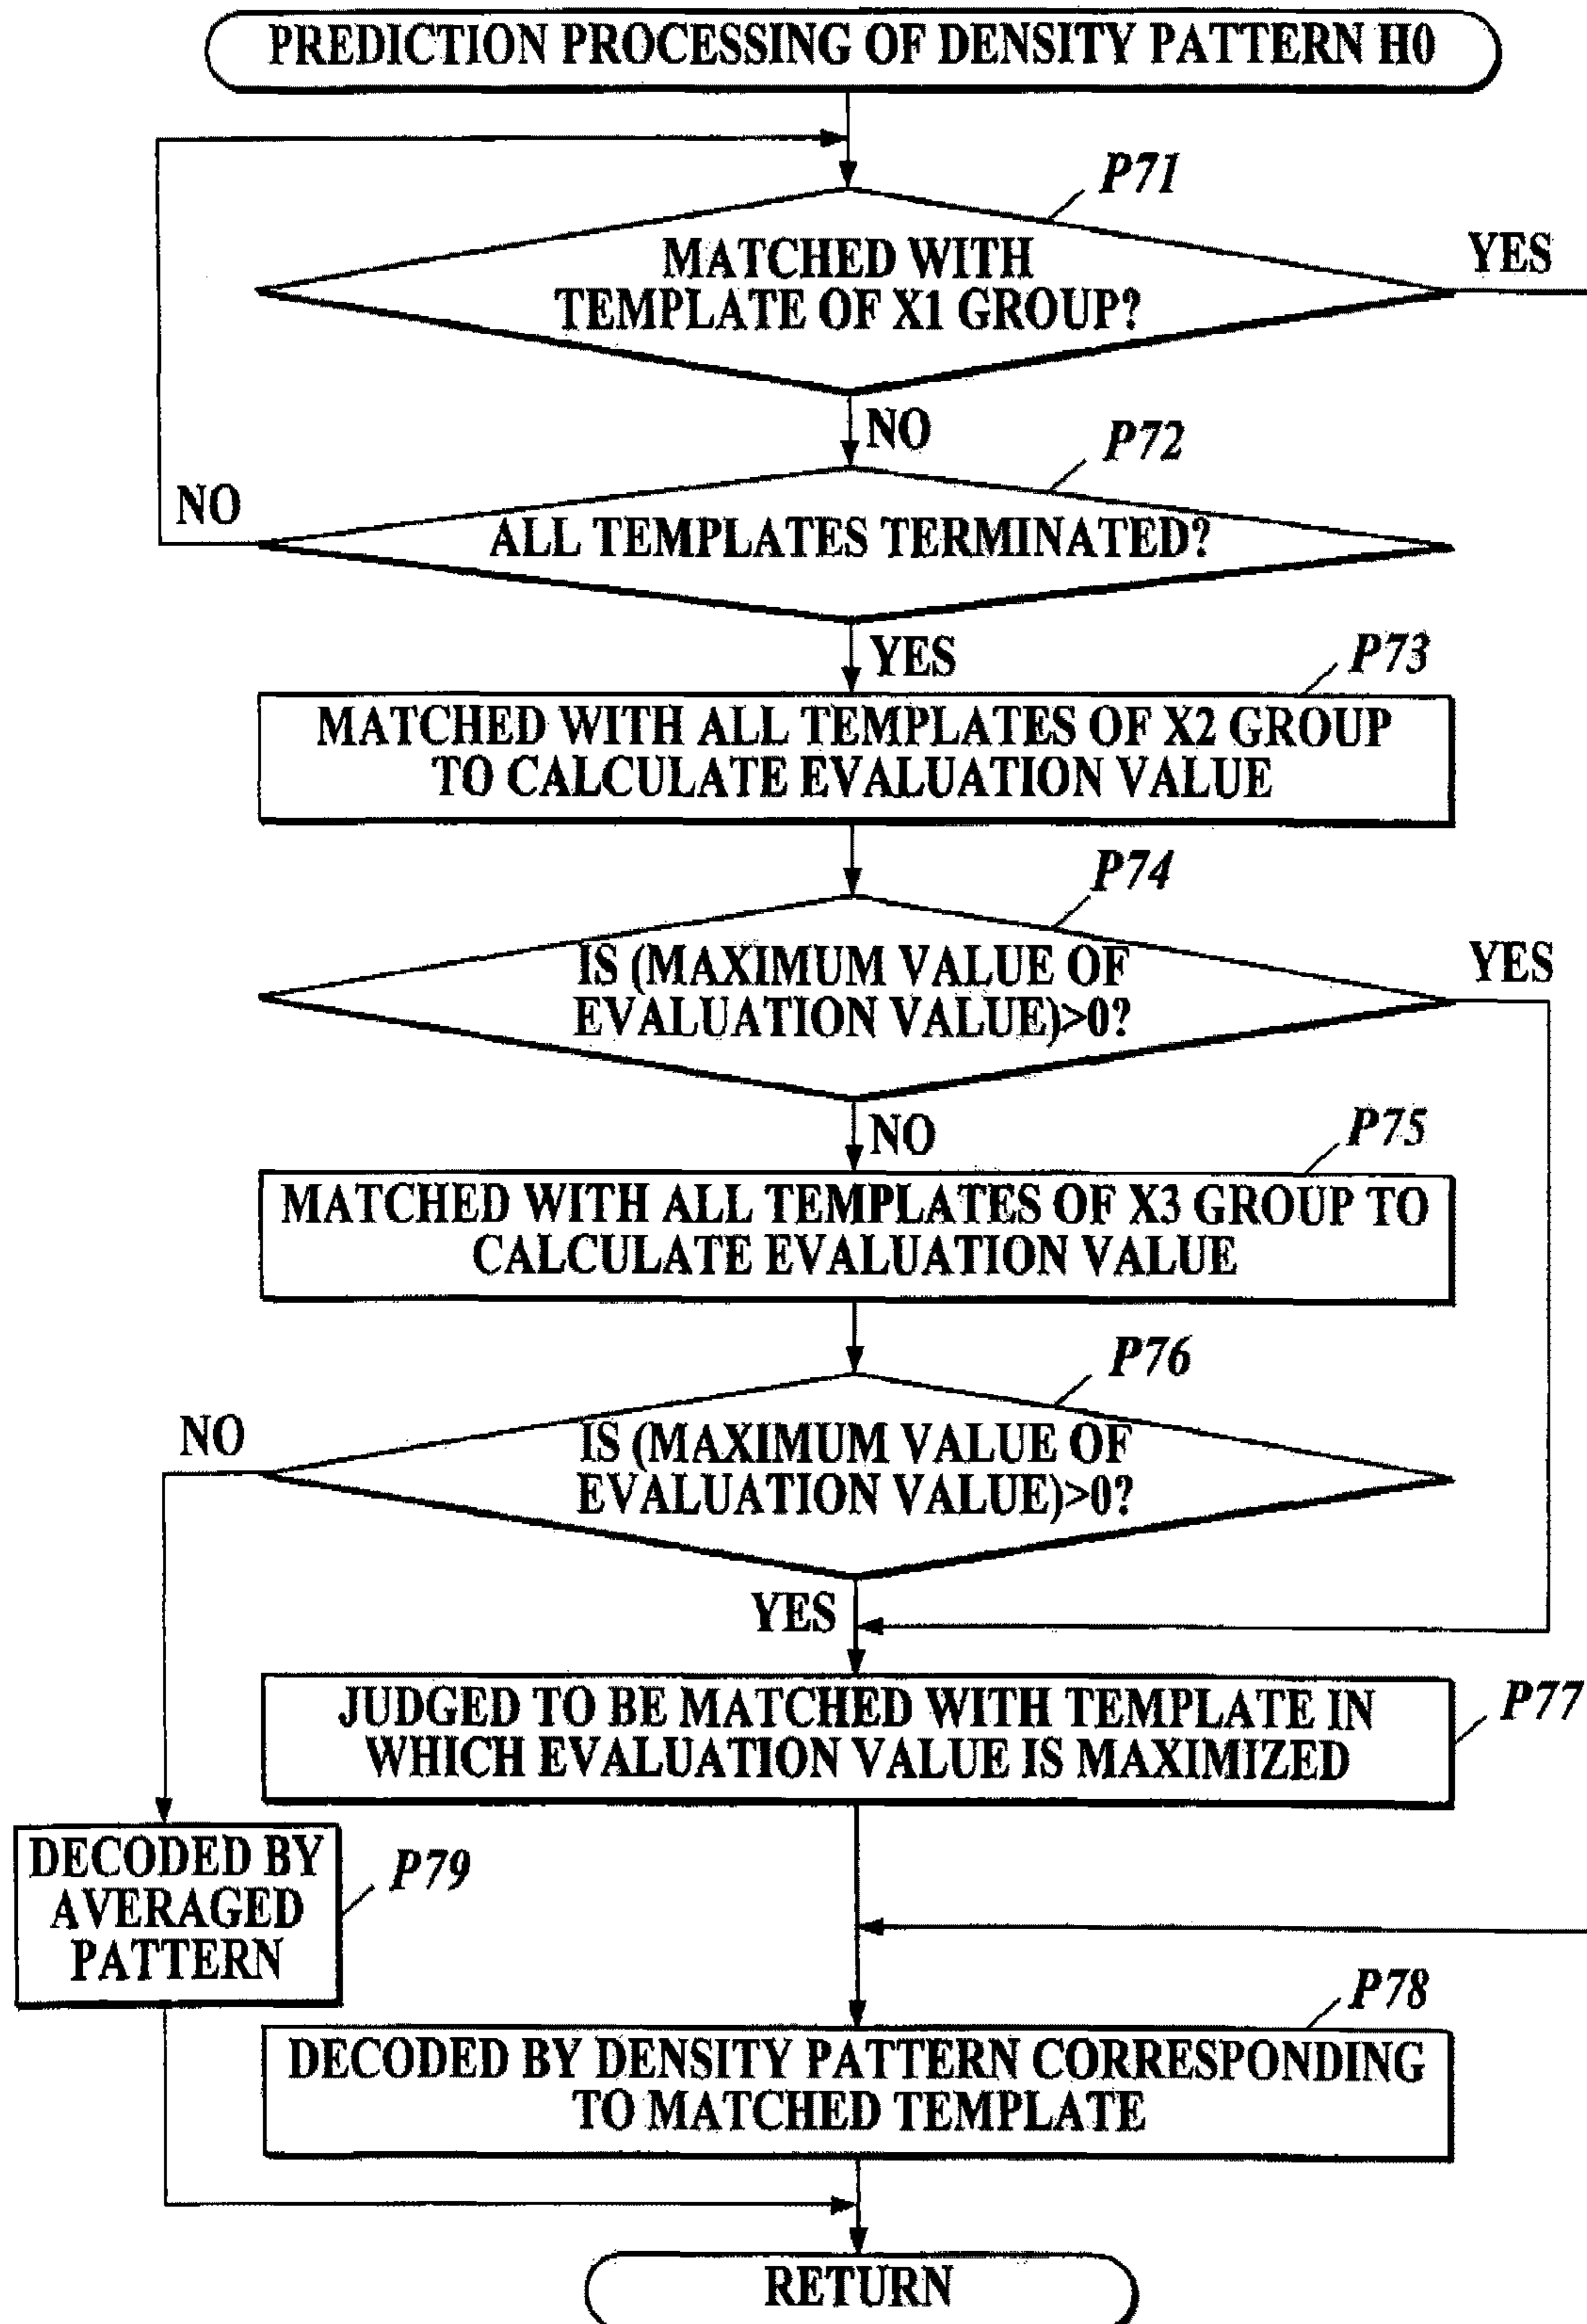 PREDICTION PROCESSING OF DENSITY PATTERN H0
P71
MATCHED WITH
TEMPLATE OF X1 GROUP?
YES
NO
P72
NO
ALL TEMPLATES TERMINATED?
YES
P73
MATCHED WITH ALL TEMPLATES OF X2 GROUP
TO CALCULATE EVALUATION VALUE
P74
IS (MAXIMUM VALUE OF
EVALUATION VALUE)>0?
YES
NO
P75
MATCHED WITH ALL TEMPLATES OF X3 GROUP TO
CALCULATE EVALUATION VALUE
P76
NO
IS (MAXIMUM VALUE OF
EVALUATION VALUE)>0?
YES
JUDGED TO BE MATCHED WITH TEMPLATE IN
WHICH EVALUATION VALUE IS MAXIMIZED
P77
DECODED BY
AVERAGED
PATTERN
P79
P78
DECODED BY DENSITY PATTERN CORRESPONDING
TO MATCHED TEMPLATE
RETURN